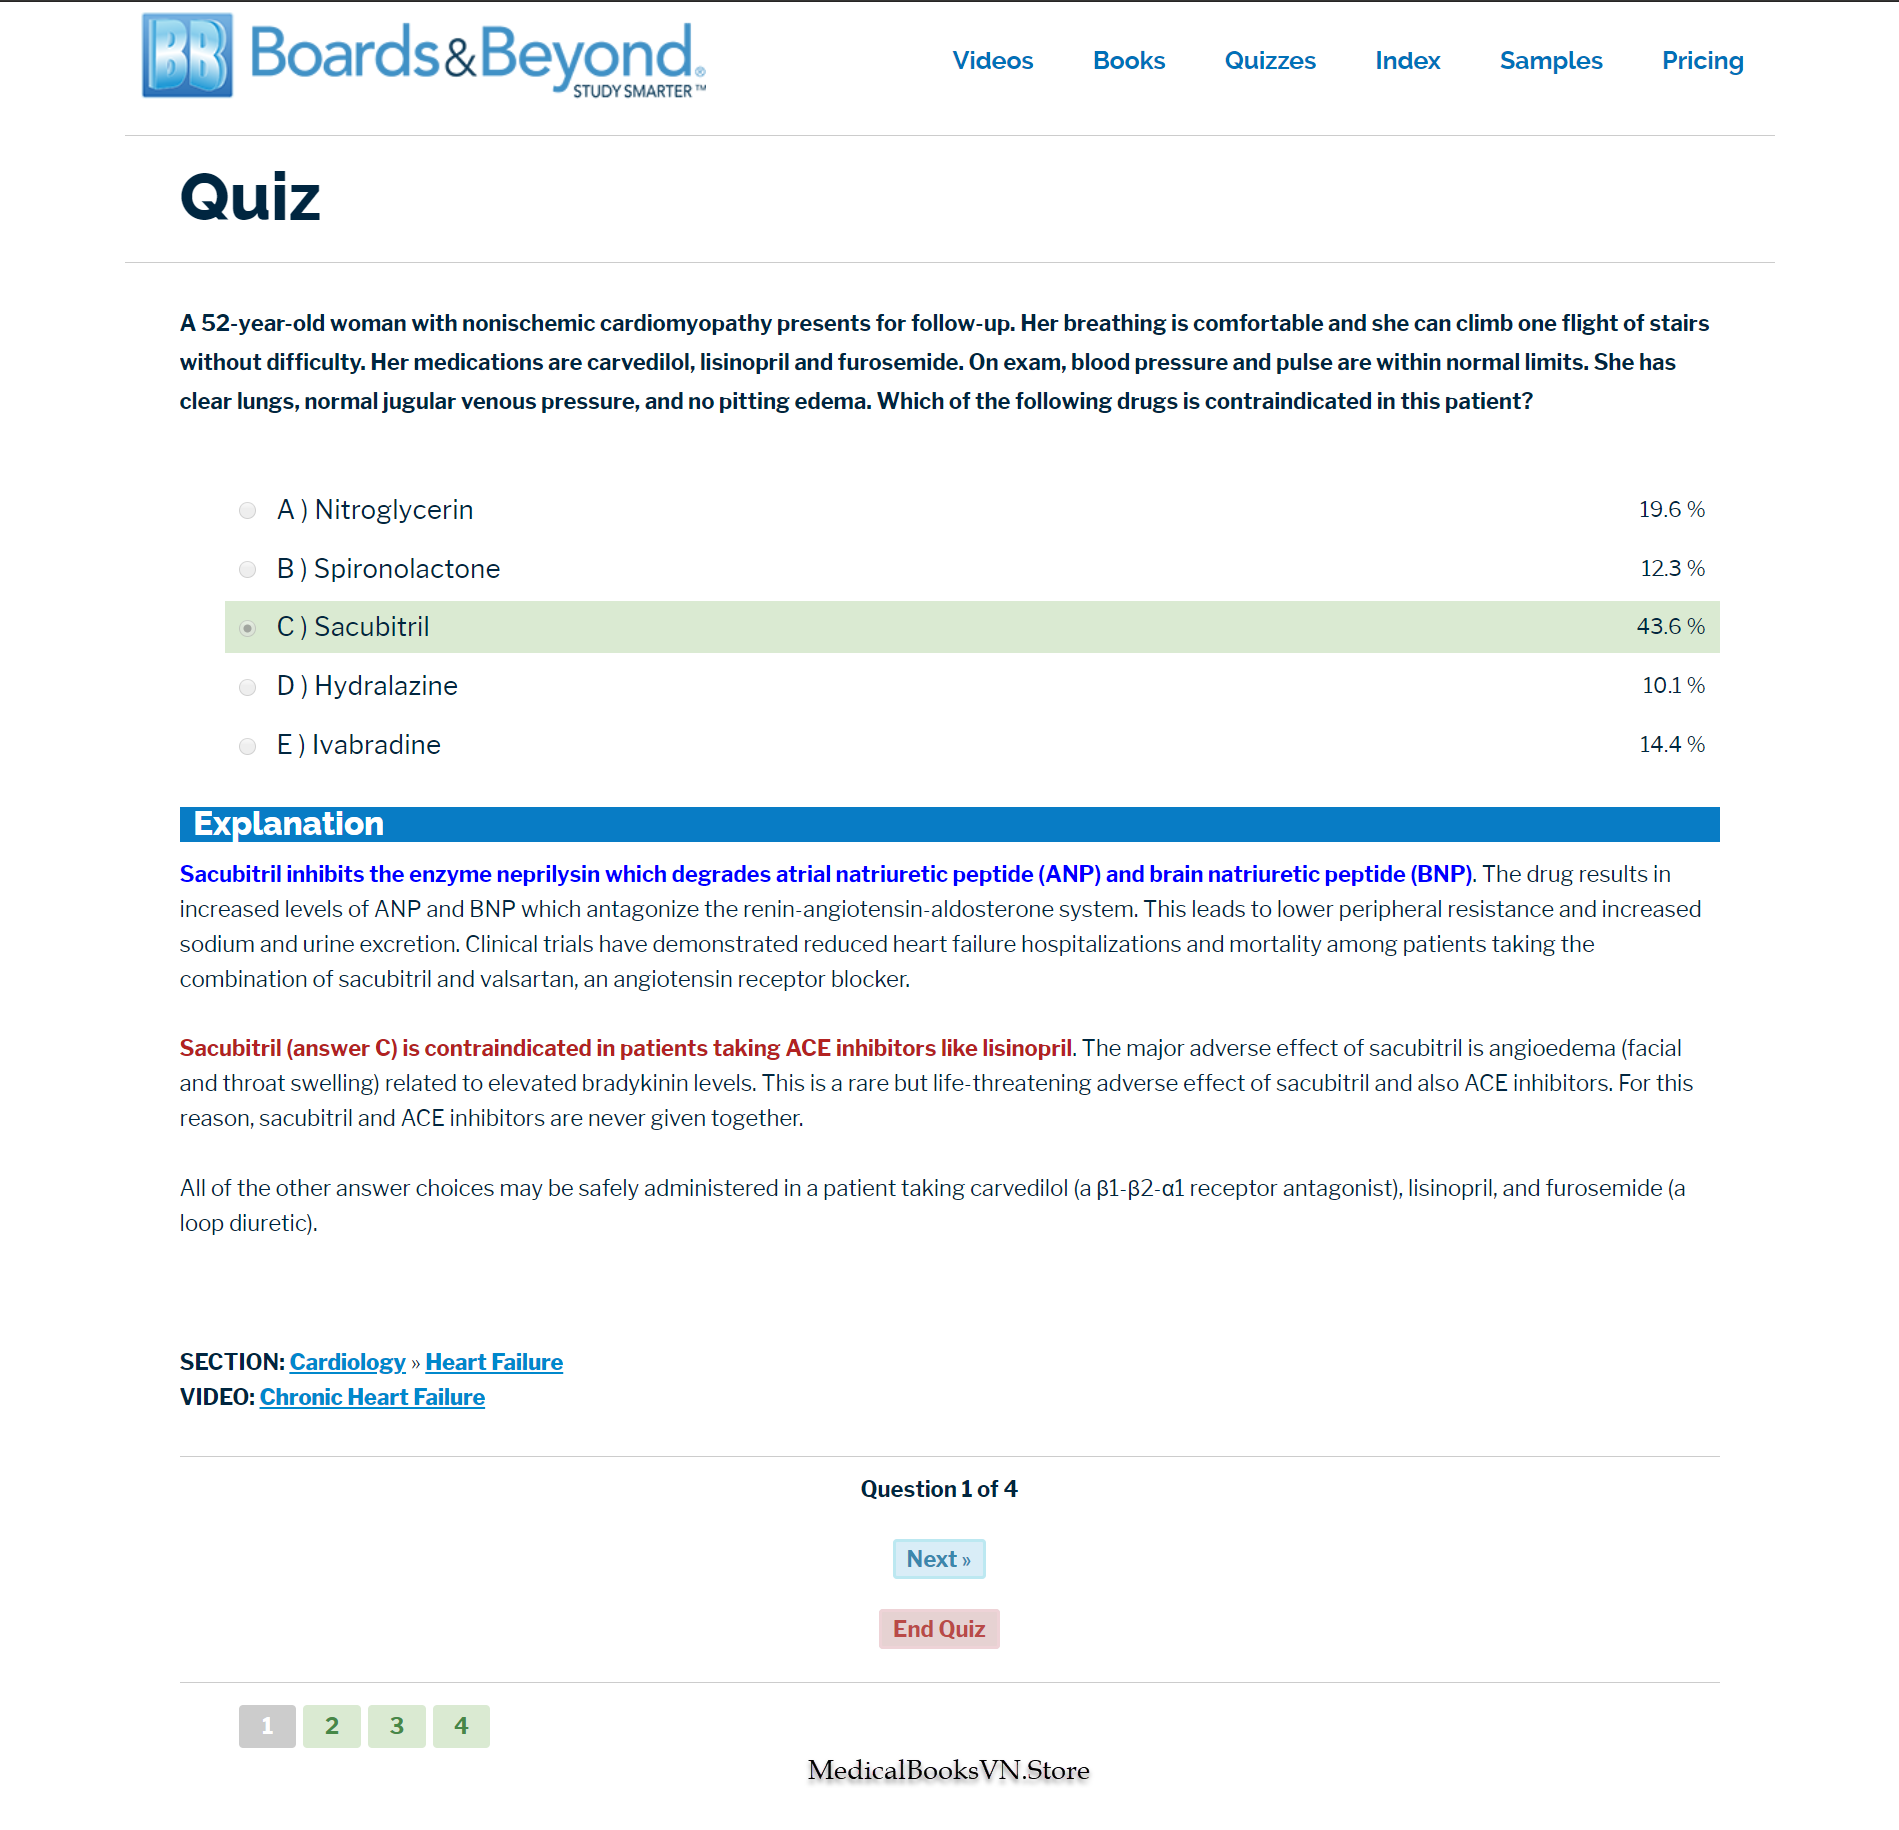 BB Boards&Beyond®
STUDY SMARTER™
Videos Books Quizzes Index Samples Pricing
Quiz
A 52-year-old woman with nonischemic cardiomyopathy presents for follow-up. Her breathing is comfortable and she can climb one flight of stairs
without difficulty. Her medications are carvedilol, lisinopril and furosemide. On exam, blood pressure and pulse are within normal limits. She has
clear lungs, normal jugular venous pressure, and no pitting edema. Which of the following drugs is contraindicated in this patient?
A ) Nitroglycerin 19.6 %
B ) Spironolactone 12.3 %
C ) Sacubitril 43.6 %
D ) Hydralazine 10.1 %
E ) Ivabradine 14.4 %
Explanation
Sacubitril inhibits the enzyme neprilysin which degrades atrial natriuretic peptide (ANP) and brain natriuretic peptide (BNP). The drug results in
increased levels of ANP and BNP which antagonize the renin-angiotensin-aldosterone system. This leads to lower peripheral resistance and increased
sodium and urine excretion. Clinical trials have demonstrated reduced heart failure hospitalizations and mortality among patients taking the
combination of sacubitril and valsartan, an angiotensin receptor blocker.
Sacubitril (answer C) is contraindicated in patients taking ACE inhibitors like lisinopril. The major adverse effect of sacubitril is angioedema (facial
and throat swelling) related to elevated bradykinin levels. This is a rare but life-threatening adverse effect of sacubitril and also ACE inhibitors. For this
reason, sacubitril and ACE inhibitors are never given together.
All of the other answer choices may be safely administered in a patient taking carvedilol (a β1-β2-α1 receptor antagonist), lisinopril, and furosemide (a
loop diuretic).
SECTION: Cardiology » Heart Failure
VIDEO: Chronic Heart Failure
Question 1 of 4
Next »
End Quiz
1 2 3 4
MedicalBooksVN.Store